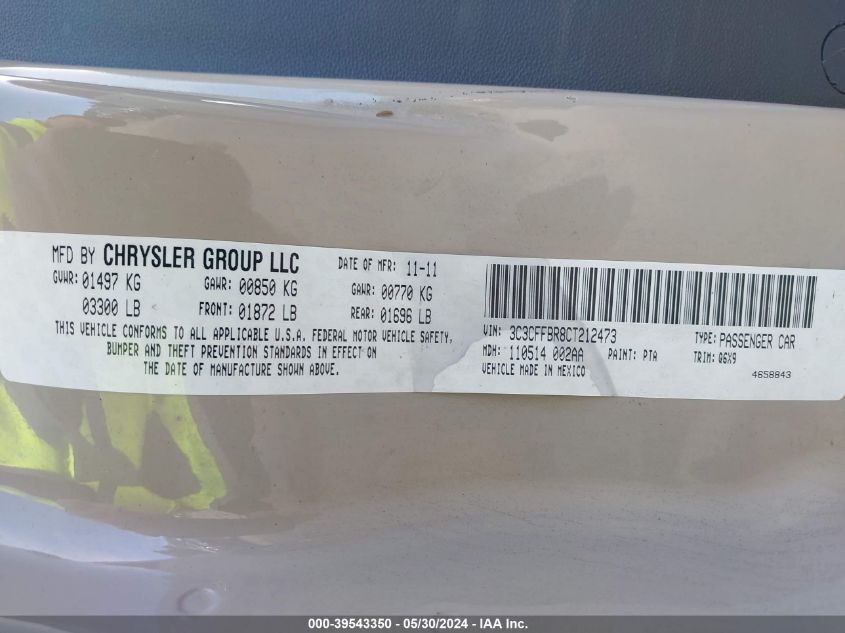 MFD BY CHRYSLER GROUP LLC DATE OF MFR: 11-11
GVWR: 01497 KG GAWR: 00850 KG GAWR: 00770 KG
03300 LB FRONT: 01872 LB REAR: 01696 LB
THIS VEHICLE CONFORMS TO ALL APPLICABLE U.S.A. FEDERAL MOTOR VEHICLE SAFETY,
BUMPER AND THEFT PREVENTION STANDARDS IN EFFECT ON
THE DATE OF MANUFACTURE SHOWN ABOVE.
VIN: 3C3CFFBR8CT212473 TYPE: PASSENGER CAR
MDH: 110514 002AA PAINT: PTA TRIM: Q6X9
VEHICLE MADE IN MEXICO 4658843
000-39543350 - 05/30/2024 - IAA Inc.